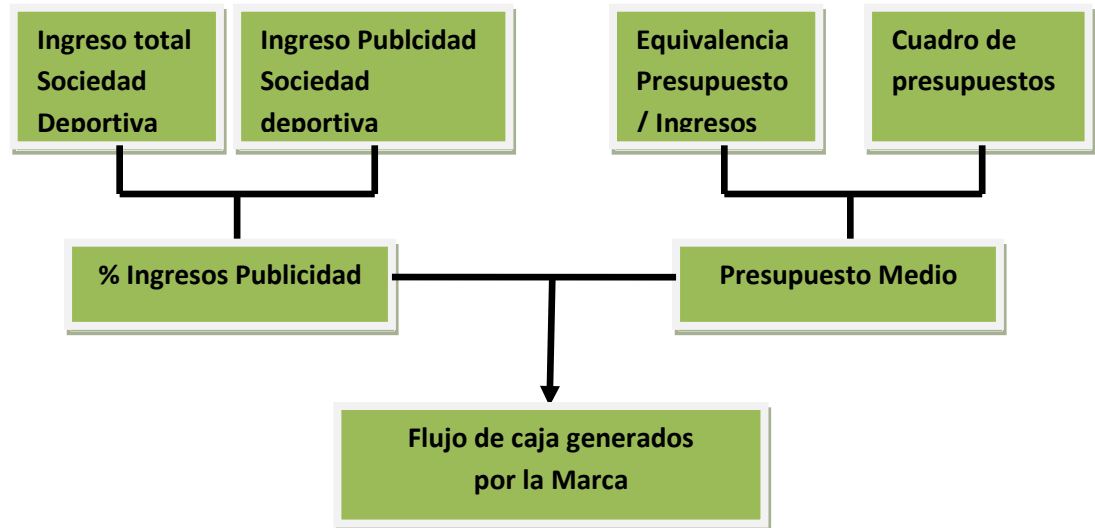 Ingreso total
Sociedad
Deportiva
Ingreso Publcidad
Sociedad
deportiva
Equivalencia
Presupuesto
/ Ingresos
Cuadro de
presupuestos
% Ingresos Publicidad
Presupuesto Medio
Flujo de caja generados
por la Marca